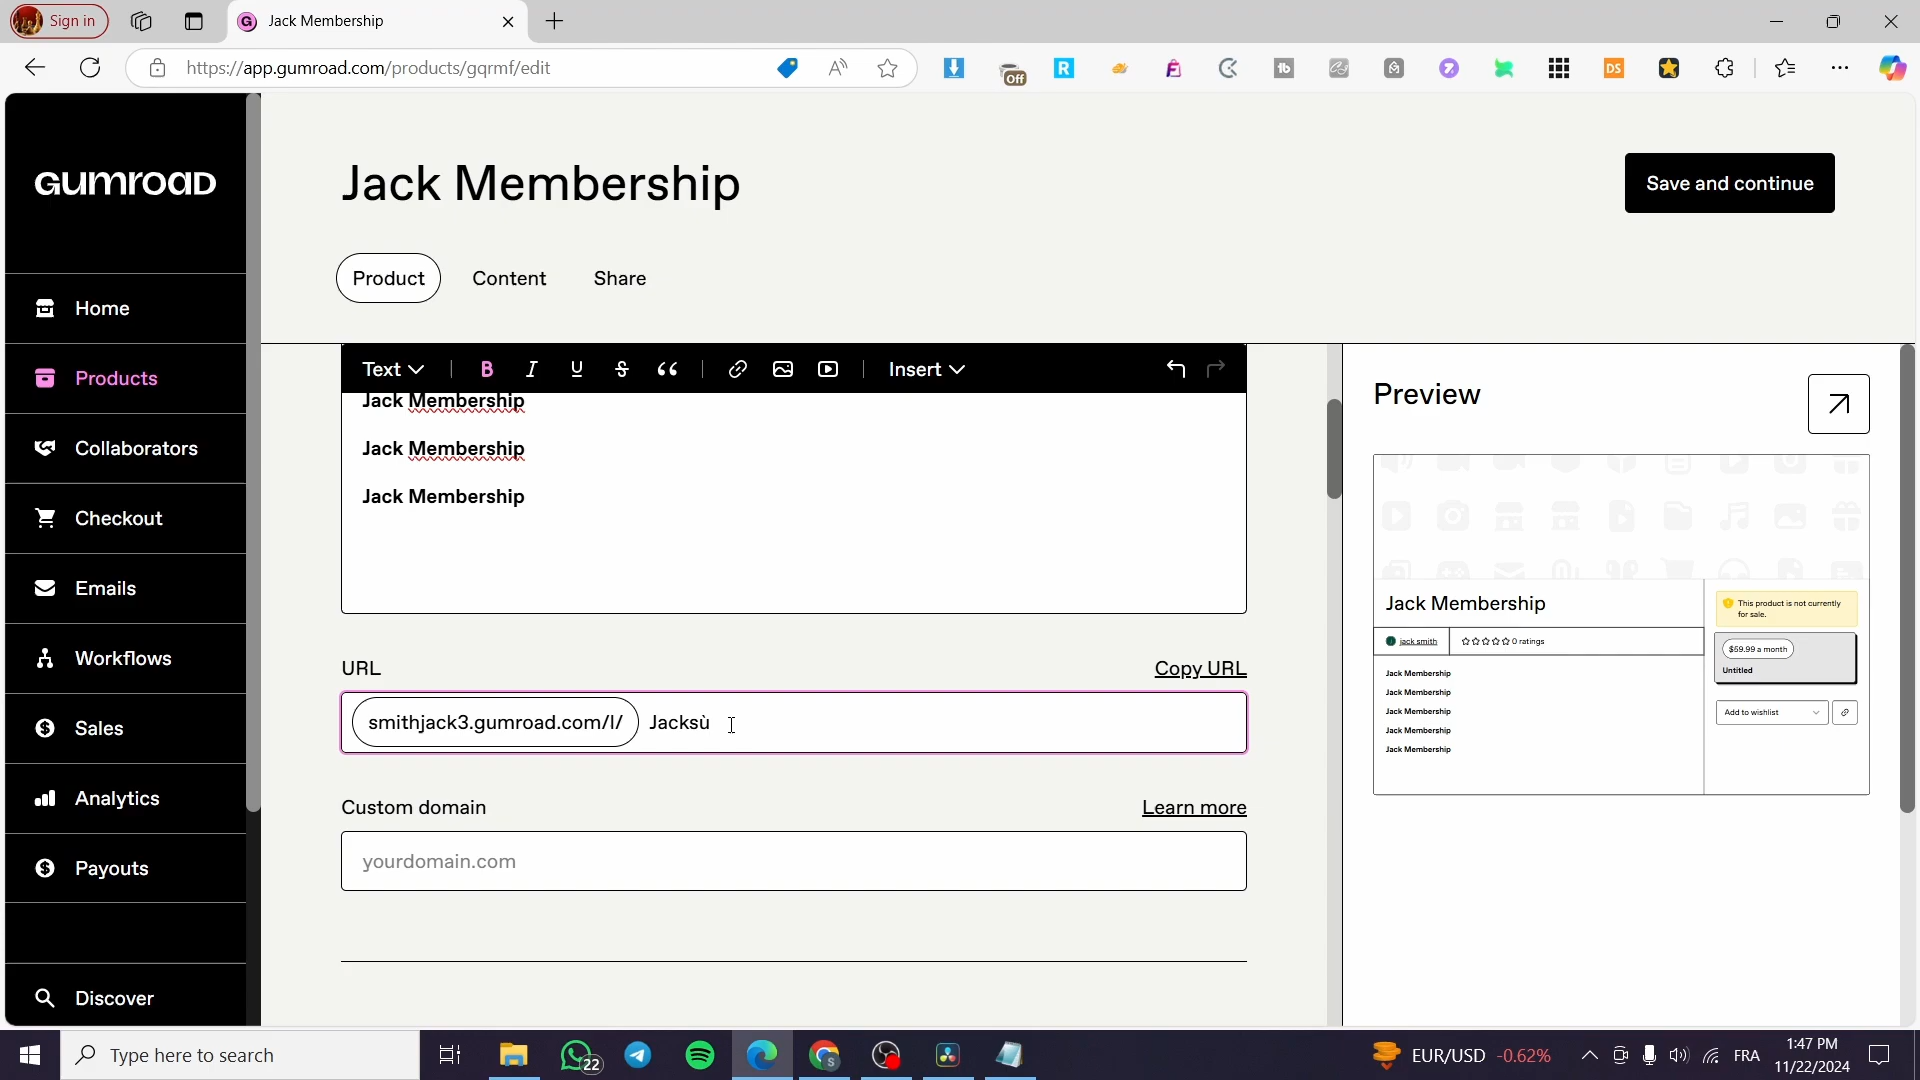 Sign in
Jack Membership
https://app.gumroad.com/products/gqrmf/edit
Off
DS
GUMROAD
Home
Products
Collaborators
Checkout
Emails
Workflows
Sales
Analytics
Payouts
Discover
Jack Membership
Save and continue
Product
Content
Share
Text
B
I
U
S
Insert
Jack Membership
Jack Membership
Jack Membership
URL
Copy URL
smithjack3.gumroad.com/l/
Jacksù
Custom domain
Learn more
yourdomain.com
Preview
Jack Membership
jack smith
0 ratings
Jack Membership
Jack Membership
Jack Membership
Jack Membership
Jack Membership
This product is not currently
for sale.
$59.99 a month
Untitled
Add to wishlist
Type here to search
22
EUR/USD -0.62%
FRA
1:47 PM
11/22/2024